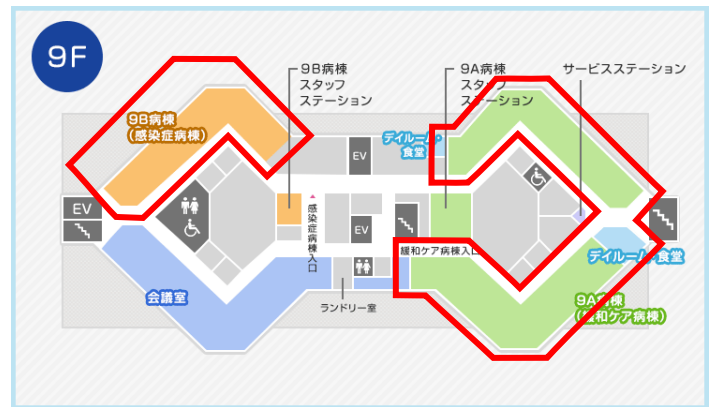 9F
9B病棟
スタッフ
ステーション
9A病棟
スタッフ
ステーション
サービスステーション
9B病棟
(感染症病棟)
デイルーム・
食堂
EV
EV
感染症病棟入口
EV
緩和ケア病棟入口
デイルーム・食堂
会議室
ランドリー室
9A病棟
(緩和ケア病棟)